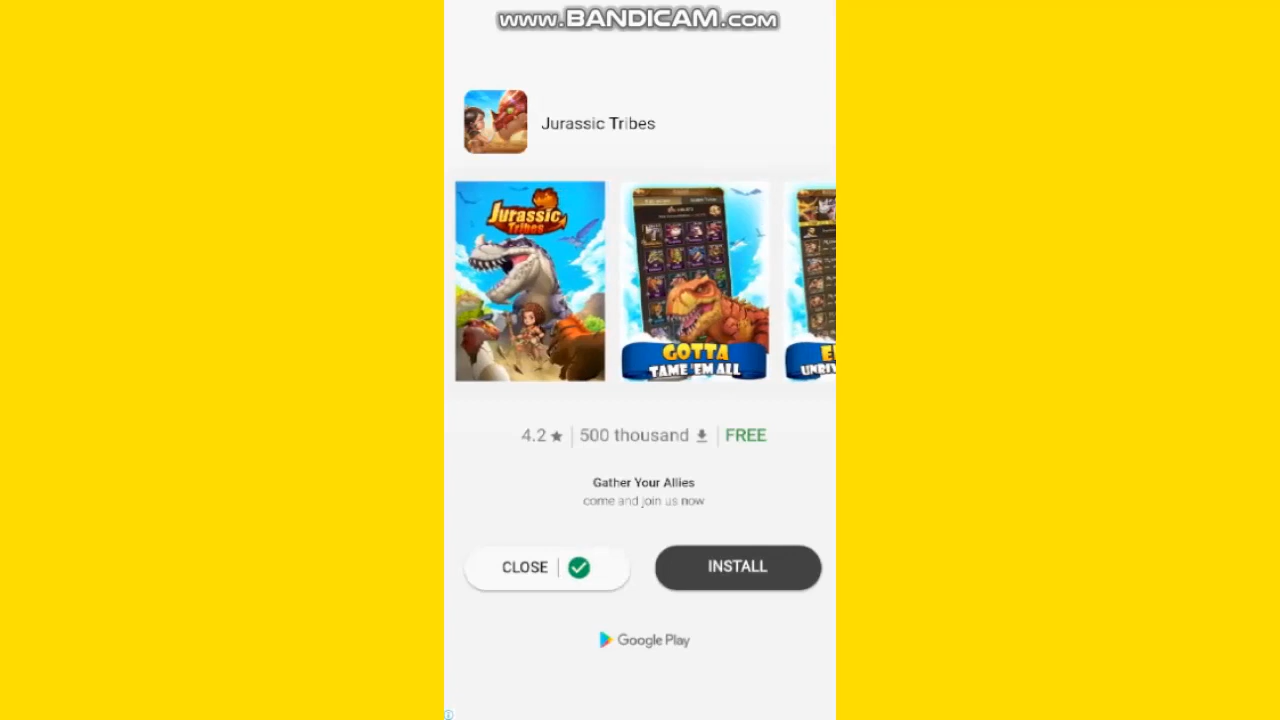 www.BANDICAM.com
Jurassic Tribes
Jurassic
Tribes
GOTTA
TAME 'EM ALL
4.2 ★ | 500 thousand | FREE
Gather Your Allies
come and join us now
CLOSE
INSTALL
Google Play